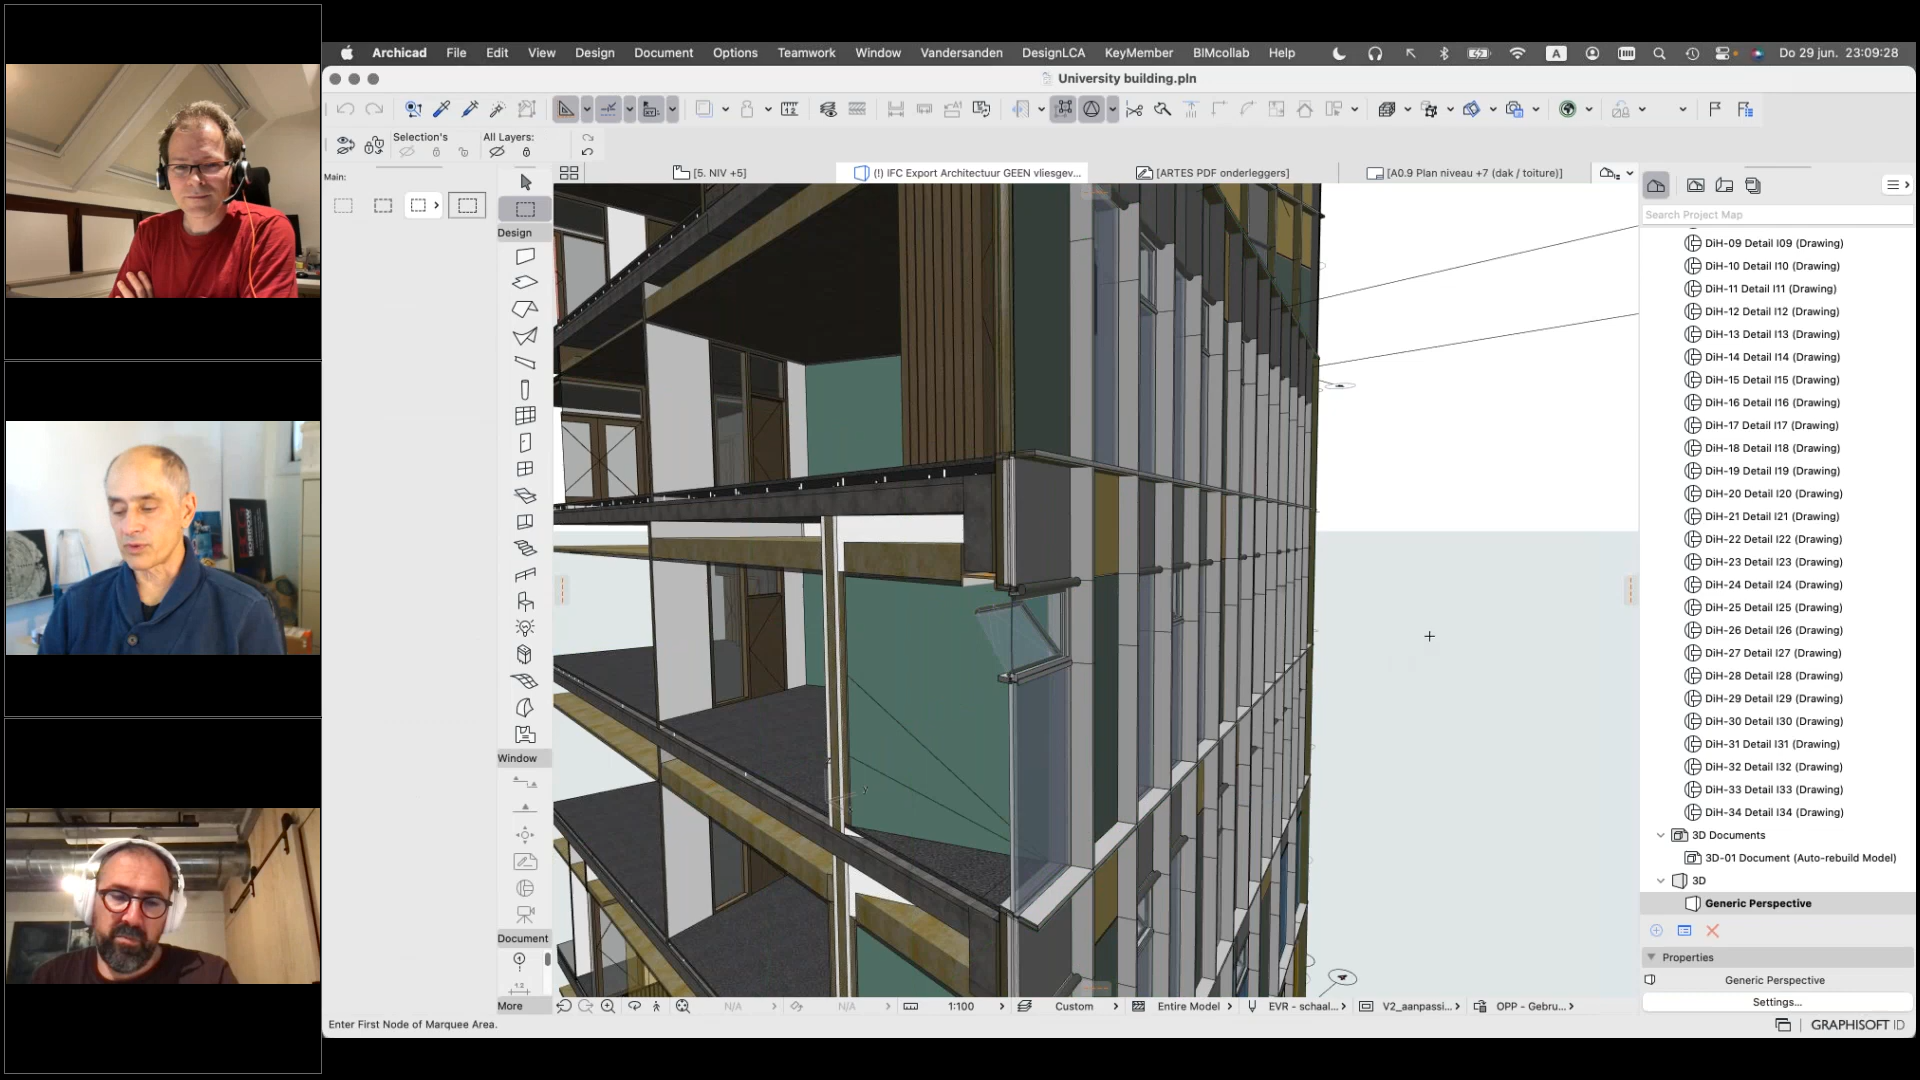 Archicad File Edit View Design Document Options Teamwork Window Vandersanden DesignLCA KeyMember BIMcollab Help A Do 29 jun. 23:09:28
University building.pln
Selection's All Layers:
Main:
[5. NIV +5] (!) IFC Export Architectuur GEEN vliesgev... [ARTES PDF onderleggers] [A0.9 Plan niveau +7 (dak / toiture)]
Search Project Map
Design
DiH-09 Detail I09 (Drawing)
DiH-10 Detail I10 (Drawing)
DiH-11 Detail I11 (Drawing)
DiH-12 Detail I12 (Drawing)
DiH-13 Detail I13 (Drawing)
DiH-14 Detail I14 (Drawing)
DiH-15 Detail I15 (Drawing)
DiH-16 Detail I16 (Drawing)
DiH-17 Detail I17 (Drawing)
DiH-18 Detail I18 (Drawing)
DiH-19 Detail I19 (Drawing)
DiH-20 Detail I20 (Drawing)
DiH-21 Detail I21 (Drawing)
DiH-22 Detail I22 (Drawing)
DiH-23 Detail I23 (Drawing)
DiH-24 Detail I24 (Drawing)
DiH-25 Detail I25 (Drawing)
DiH-26 Detail I26 (Drawing)
DiH-27 Detail I27 (Drawing)
DiH-28 Detail I28 (Drawing)
DiH-29 Detail I29 (Drawing)
DiH-30 Detail I30 (Drawing)
DiH-31 Detail I31 (Drawing)
DiH-32 Detail I32 (Drawing)
DiH-33 Detail I33 (Drawing)
DiH-34 Detail I34 (Drawing)
3D Documents
3D-01 Document (Auto-rebuild Model)
3D
Generic Perspective
Window
Document
1.2
More
Properties
Generic Perspective
Settings...
N/A N/A 1:100 Custom Entire Model EVR - schaal... V2_aanpassi... OPP - Gebru...
Enter First Node of Marquee Area.
GRAPHISOFT ID